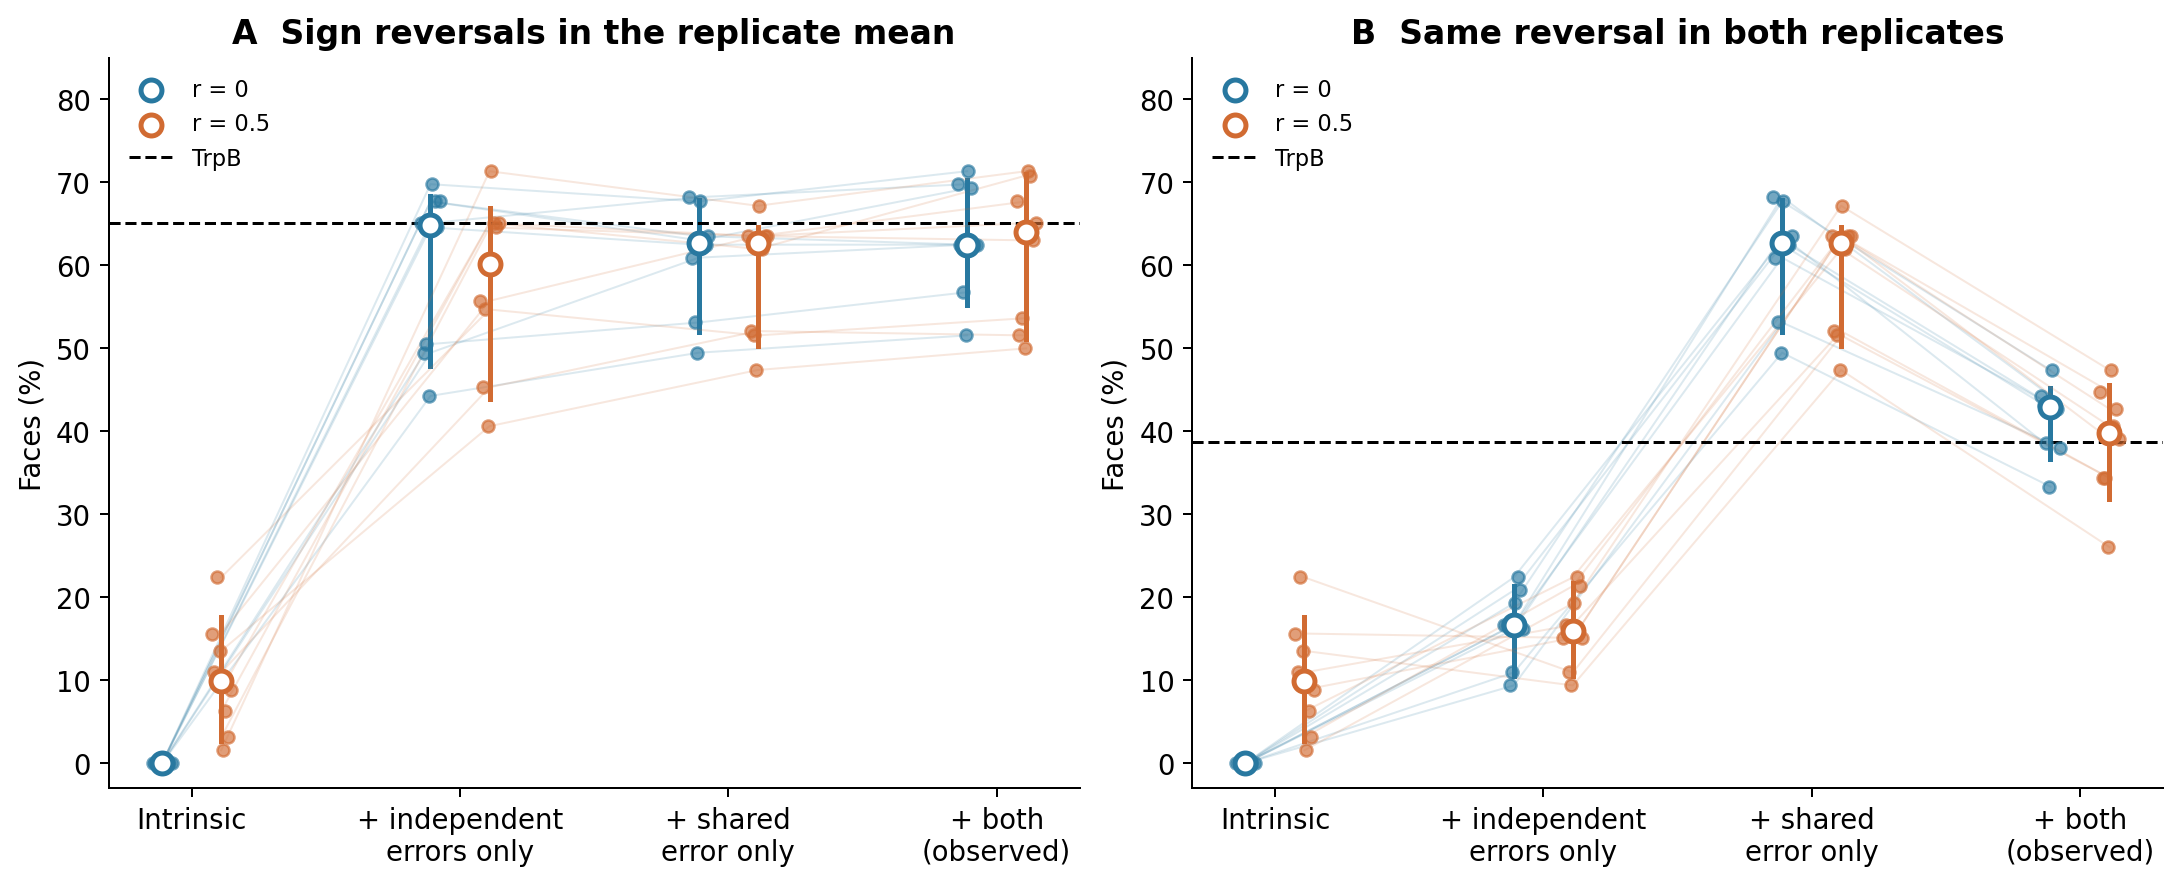 A  Sign reversals in the replicate mean
r = 0
r = 0.5
TrpB
Faces (%)
80
70
60
50
40
30
20
10
0
Intrinsic
+ independent
errors only
+ shared
error only
+ both
(observed)
B  Same reversal in both replicates
r = 0
r = 0.5
TrpB
Faces (%)
80
70
60
50
40
30
20
10
0
Intrinsic
+ independent
errors only
+ shared
error only
+ both
(observed)